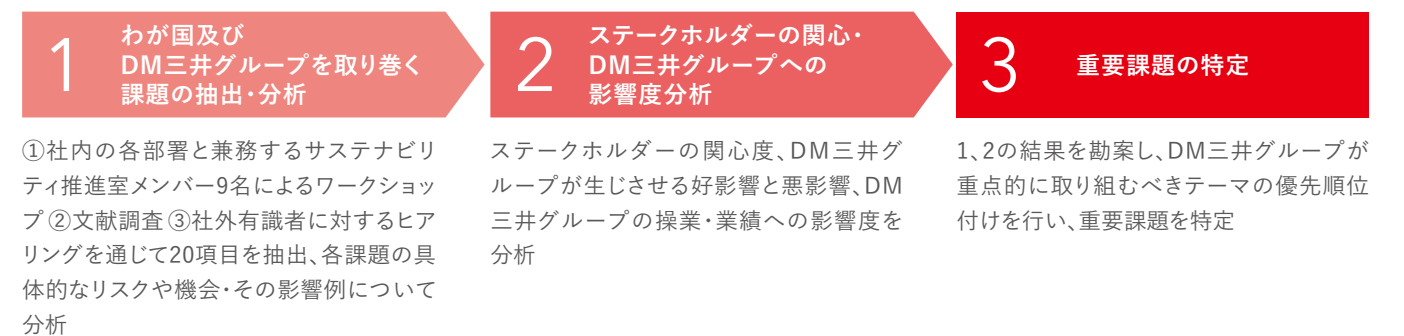 1
わが国及び
DM三井グループを取り巻く
課題の抽出・分析
①社内の各部署と兼務するサステナビリ
ティ推進室メンバー9名によるワークショッ
プ ②文献調査 ③社外有識者に対するヒア
リングを通じて20項目を抽出、各課題の具
体的なリスクや機会・その影響例について
分析
2
ステークホルダーの関心・
DM三井グループへの
影響度分析
ステークホルダーの関心度、DM三井グ
ループが生じさせる好影響と悪影響、DM
三井グループの操業・業績への影響度を
分析
3
重要課題の特定
1、2の結果を勘案し、DM三井グループが
重点的に取り組むべきテーマの優先順位
付けを行い、重要課題を特定